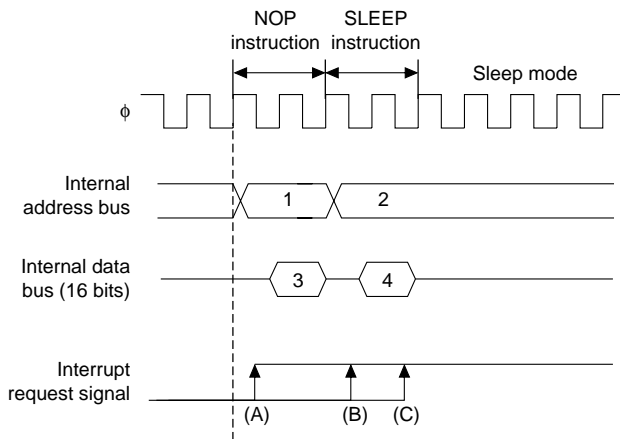 NOP
instruction
SLEEP
instruction
Sleep mode
ϕ
Internal
address bus
1
2
Internal data
bus (16 bits)
3
4
Interrupt
request signal
(A)
(B)
(C)